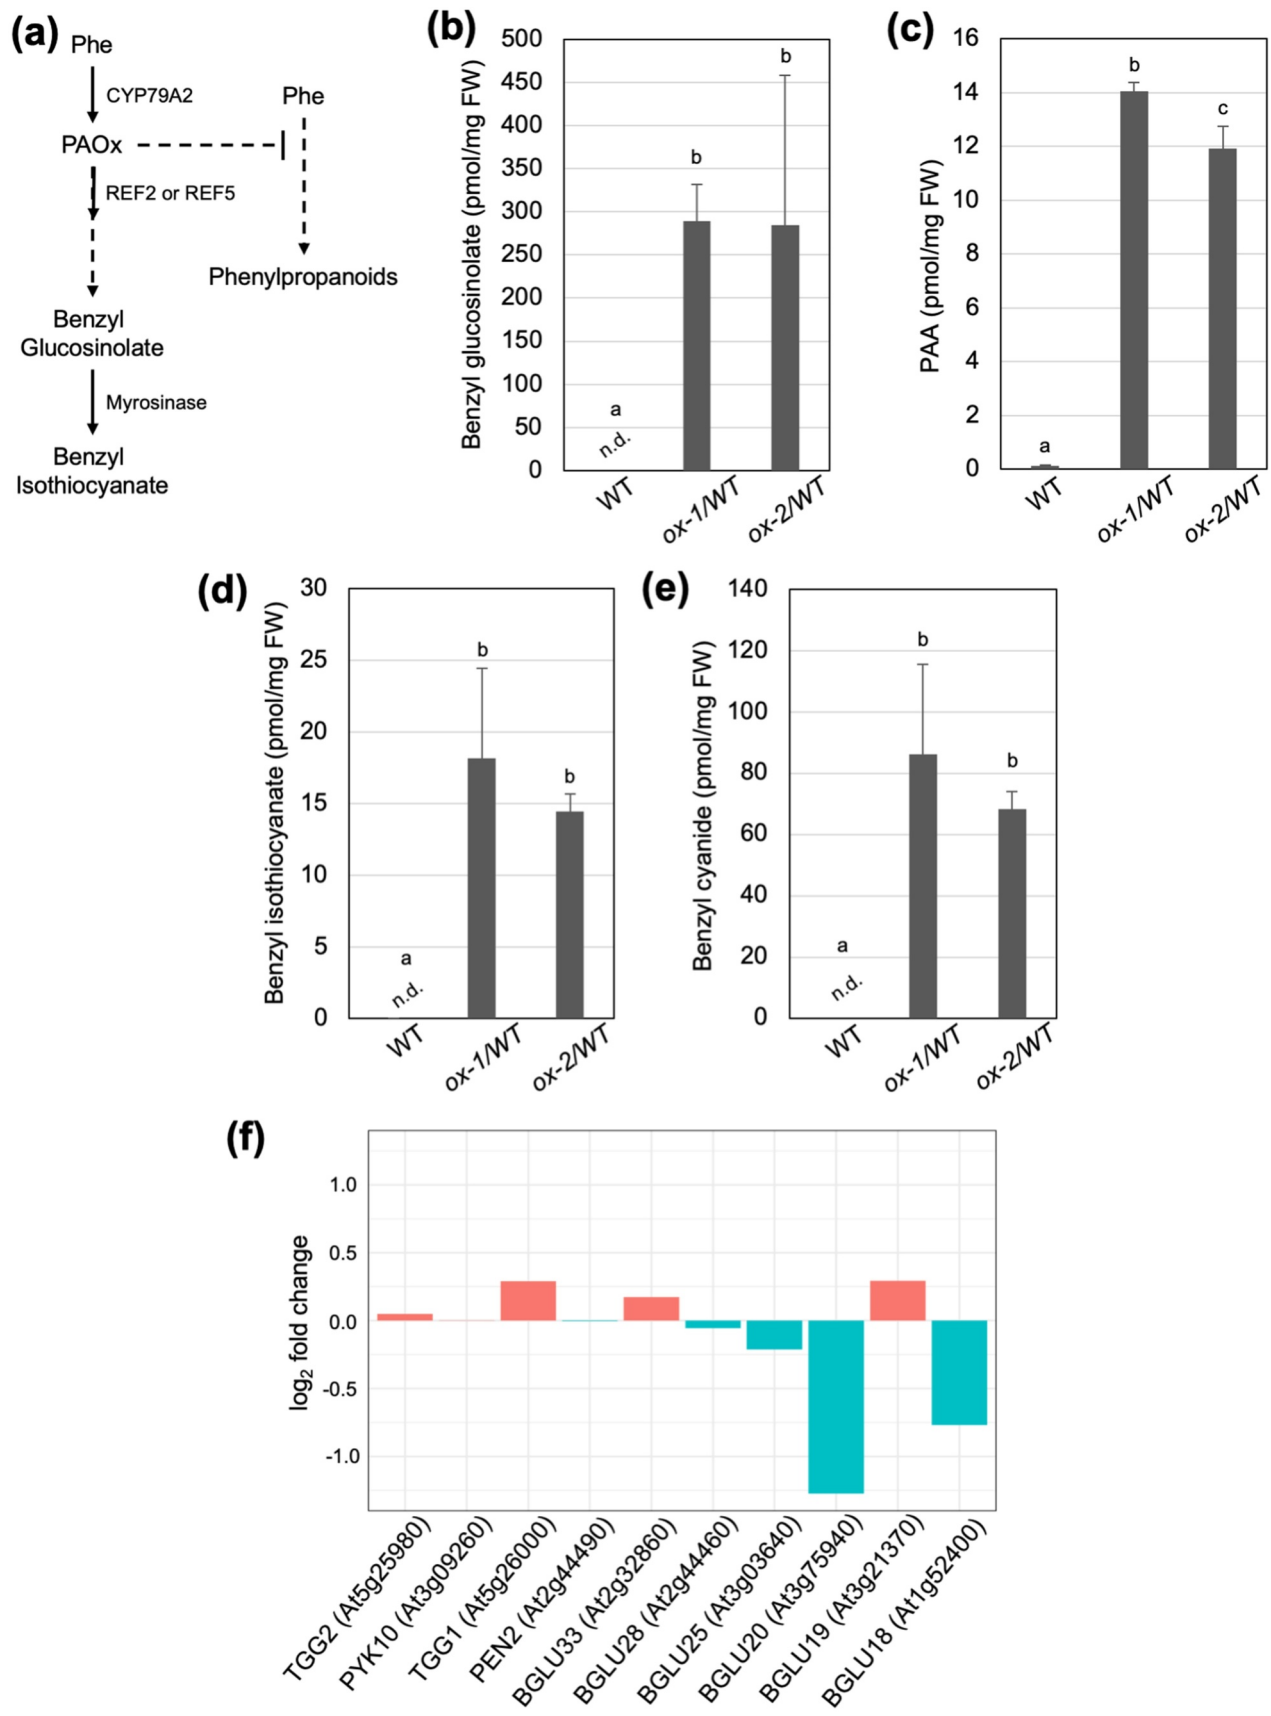 (a)
Phe
CYP79A2
Phe
PAOx
REF2 or REF5
Phenylpropanoids
Benzyl
Glucosinolate
Myrosinase
Benzyl
Isothiocyanate
(b)
Benzyl glucosinolate (pmol/mg FW)
500
450
400
350
300
250
200
150
100
50
0
a
n.d.
b
b
WT
ox-1/WT
ox-2/WT
(c)
PAA (pmol/mg FW)
16
14
12
10
8
6
4
2
0
a
b
c
WT
ox-1/WT
ox-2/WT
(d)
Benzyl isothiocyanate (pmol/mg FW)
30
25
20
15
10
5
0
a
n.d.
b
b
WT
ox-1/WT
ox-2/WT
(e)
Benzyl cyanide (pmol/mg FW)
140
120
100
80
60
40
20
0
a
n.d.
b
b
WT
ox-1/WT
ox-2/WT
(f)
log2 fold change
1.0
0.5
0.0
-0.5
-1.0
TGG2 (At5g25980)
PYK10 (At3g09260)
TGG1 (At5g26000)
PEN2 (At2g44490)
BGLU33 (At2g32860)
BGLU28 (At2g44460)
BGLU25 (At3g03640)
BGLU20 (At3g75940)
BGLU19 (At3g21370)
BGLU18 (At1g52400)